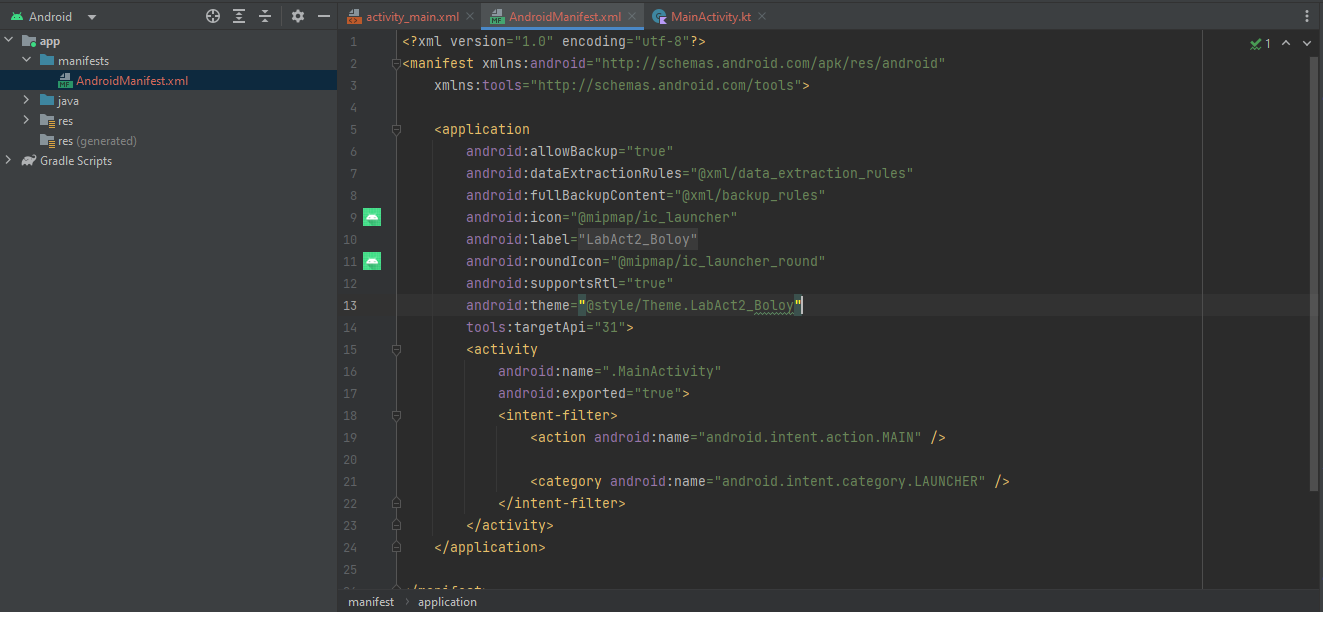 Android
activity_main.xml
AndroidManifest.xml
MainActivity.kt
app
manifests
AndroidManifest.xml
java
res
res (generated)
Gradle Scripts
1
1 <?xml version="1.0" encoding="utf-8"?>
2 <manifest xmlns:android="http://schemas.android.com/apk/res/android"
3 xmlns:tools="http://schemas.android.com/tools">
4
5 <application
6 android:allowBackup="true"
7 android:dataExtractionRules="@xml/data_extraction_rules"
8 android:fullBackupContent="@xml/backup_rules"
9 android:icon="@mipmap/ic_launcher"
10 android:label="LabAct2_Boloy"
11 android:roundIcon="@mipmap/ic_launcher_round"
12 android:supportsRtl="true"
13 android:theme="@style/Theme.LabAct2_Boloy"
14 tools:targetApi="31">
15 <activity
16 android:name=".MainActivity"
17 android:exported="true">
18 <intent-filter>
19 <action android:name="android.intent.action.MAIN" />
20
21 <category android:name="android.intent.category.LAUNCHER" />
22 </intent-filter>
23 </activity>
24 </application>
25
manifest > application